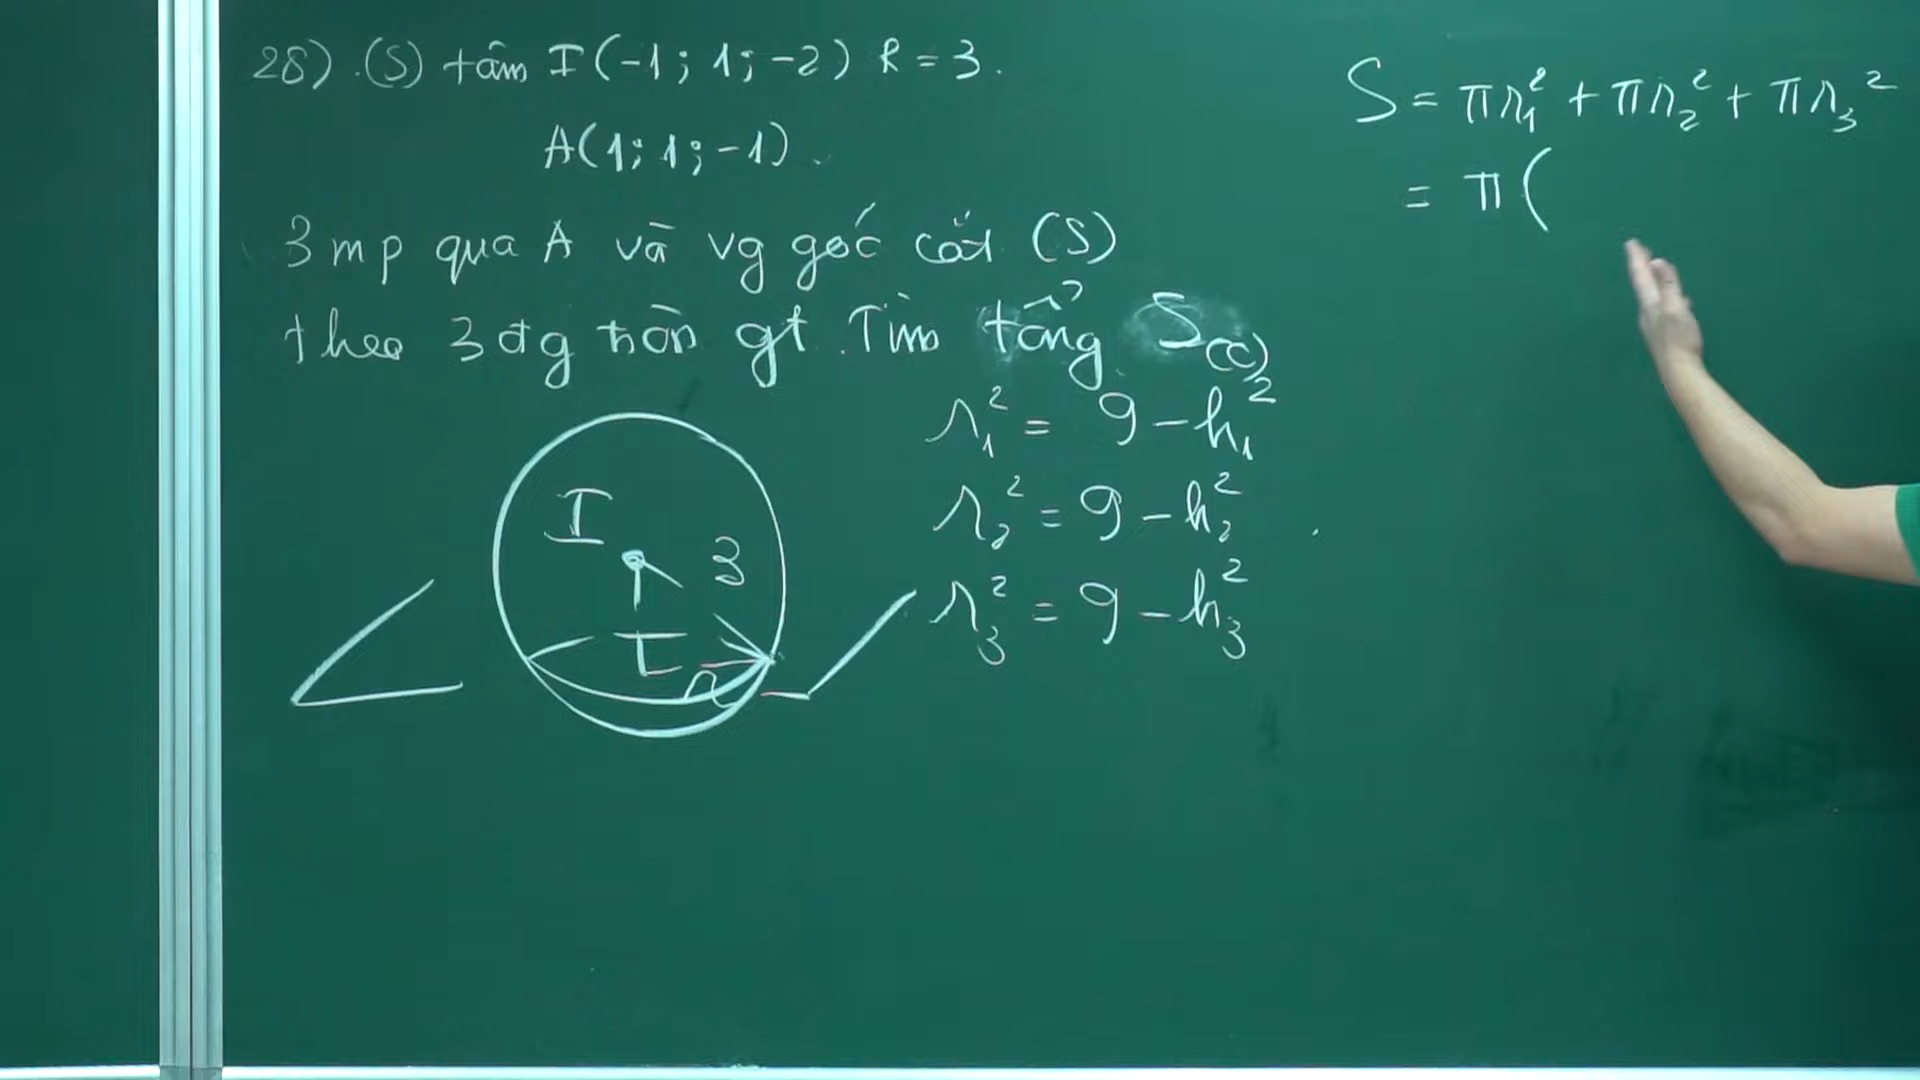 28) (S) tâm I(-1; 1; -2) R = 3.
A(1; 1; -1).
3 mp qua A và vg góc cắt (S)
theo 3 đg tròn gt. Tìm tổng S(C)
r₁² = 9 - h₁²
r₂² = 9 - h₂²
r₃² = 9 - h₃²
I
3
r
S = πr₁² + πr₂² + πr₃²
= π(